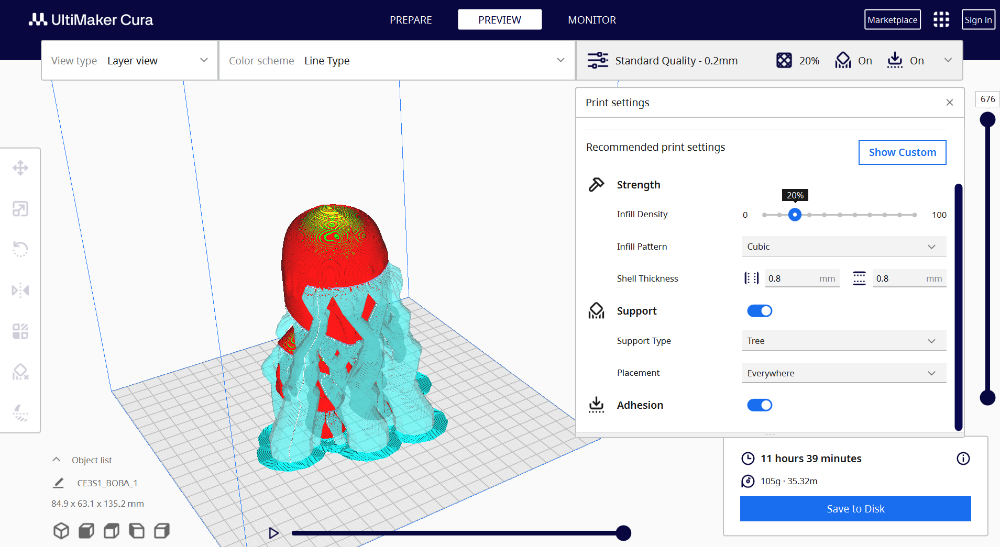 UltiMaker Cura
PREPARE
PREVIEW
MONITOR
Marketplace
Sign in
View type Layer view
Color scheme Line Type
Standard Quality - 0.2mm
20%
On
On
Print settings
676
Recommended print settings
Show Custom
Strength
20%
Infill Density 0 100
Infill Pattern Cubic
Shell Thickness 0.8 mm 0.8 mm
Support
Support Type Tree
Placement Everywhere
Adhesion
Object list
CE3S1_BOBA_1
84.9 x 63.1 x 135.2 mm
11 hours 39 minutes
105g · 35.32m
Save to Disk